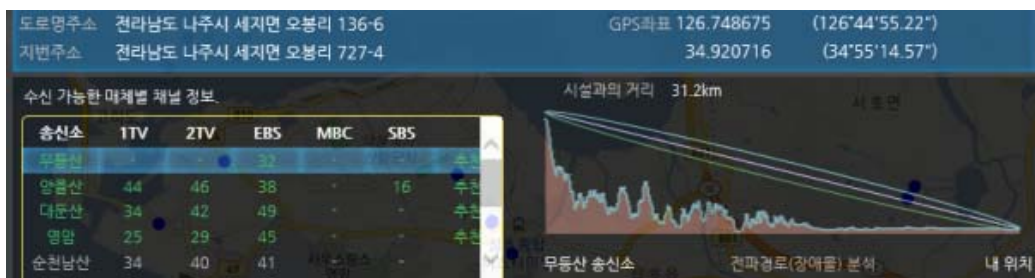 도로명주소 전라남도 나주시 세지면 오봉리 136-6 GPS좌표 126.748675 (126˚44'55.22")
지번주소 전라남도 나주시 세지면 오봉리 727-4 34.920716 (34˚55'14.57")
수신 가능한 매체별 채널 정보. 시설과의 거리 31.2km
서호면
송신소 1TV 2TV EBS MBC SBS
무등산 - - 32 - - 추천
양을산 44 46 38 - 16 추천
대둔산 34 42 49 - - 추천
영암 25 29 45 - - 추천
순천남산 34 40 41 - -
무등산 송신소 전파경로(장애물) 분석 내 위치